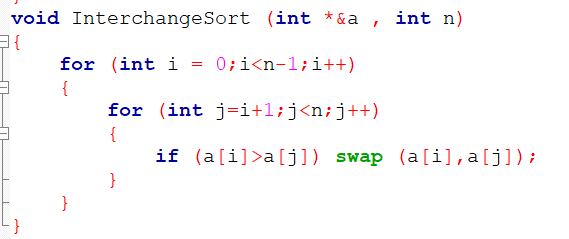 void InterchangeSort (int *&a , int n)
{
for (int i = 0;i<n-1;i++)
{
for (int j=i+1;j<n;j++)
{
if (a[i]>a[j]) swap (a[i],a[j]);
}
}
}